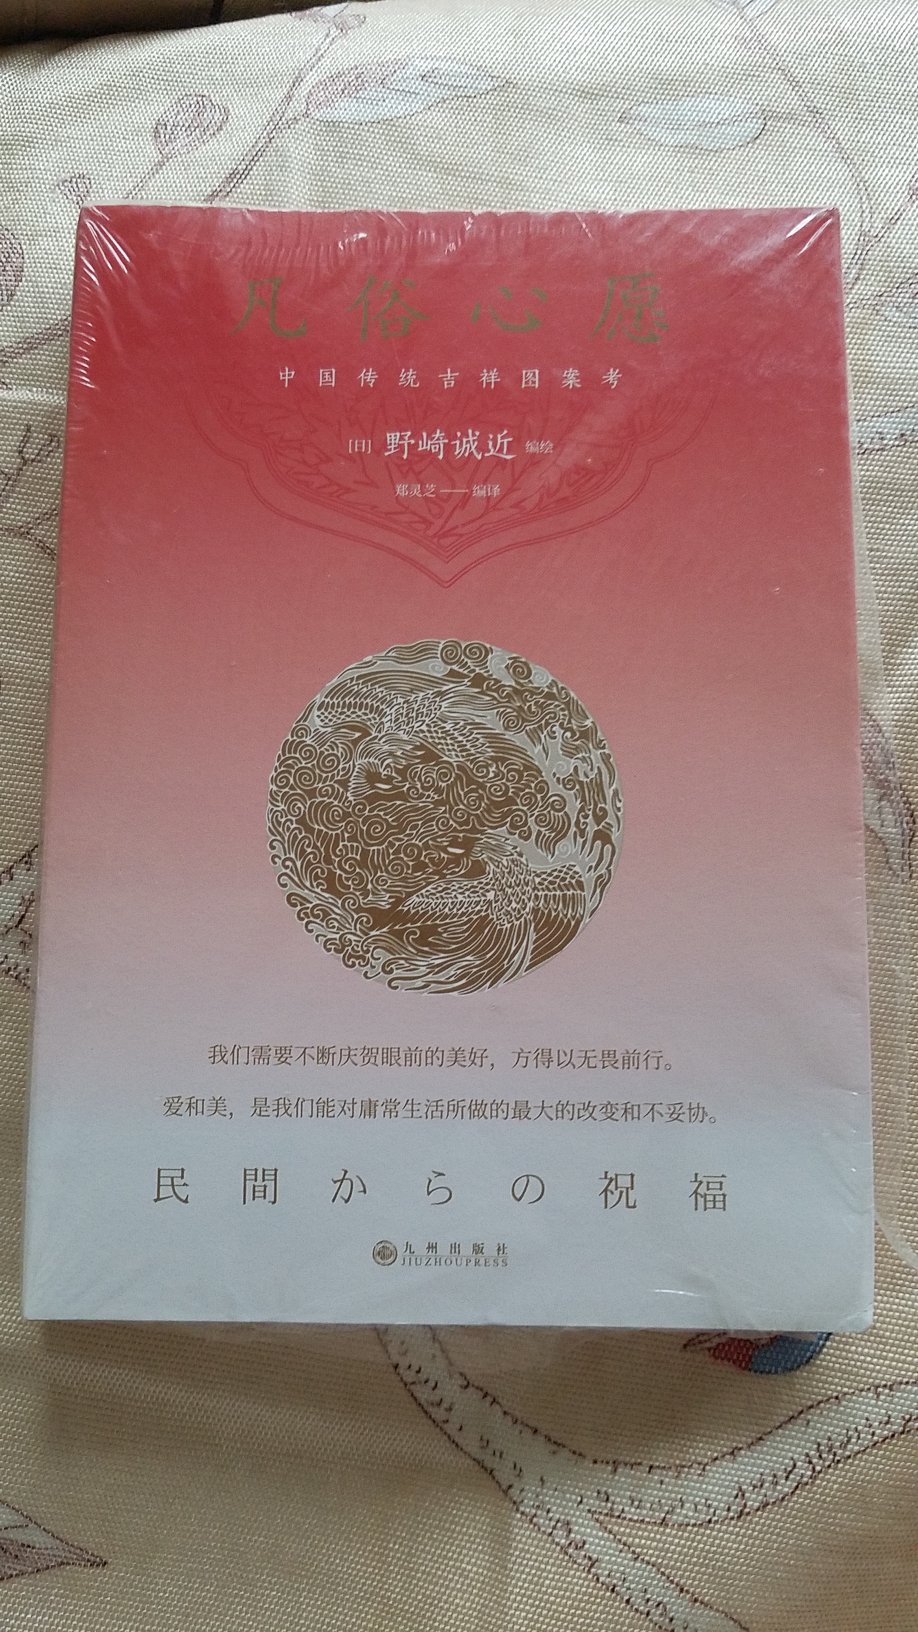 凡俗心愿
中国传统吉祥图案考
[日] 野崎诚近 编绘
郑灵芝——编译
我们需要不断庆贺眼前的美好，方得以无畏前行。
爱和美，是我们能对庸常生活所做的最大的改变和不妥协。
民間からの祝福
九州出版社
JIUZHOUPRESS